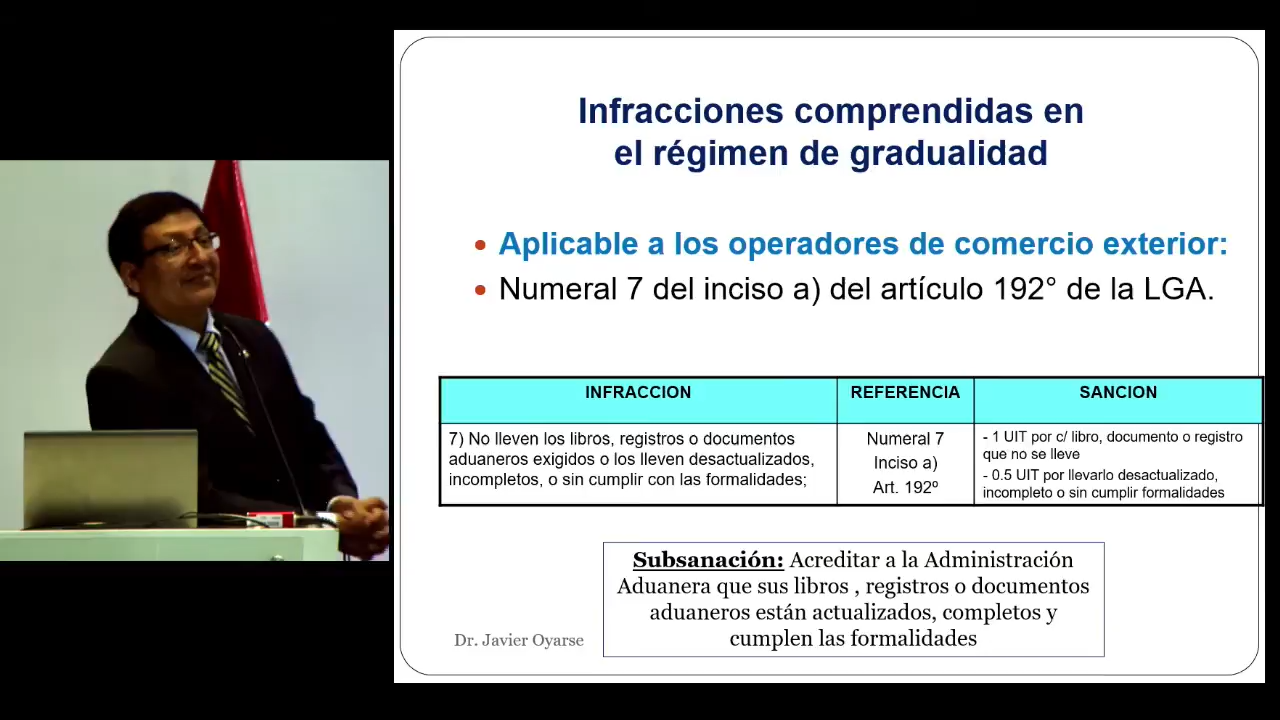 Infracciones comprendidas en
el régimen de gradualidad
• Aplicable a los operadores de comercio exterior:
• Numeral 7 del inciso a) del artículo 192° de la LGA.
INFRACCION
REFERENCIA
SANCION
7) No lleven los libros, registros o documentos
aduaneros exigidos o los lleven desactualizados,
incompletos, o sin cumplir con las formalidades;
Numeral 7
Inciso a)
Art. 192º
- 1 UIT por c/ libro, documento o registro
que no se lleve
- 0.5 UIT por llevarlo desactualizado,
incompleto o sin cumplir formalidades
Subsanación: Acreditar a la Administración
Aduanera que sus libros , registros o documentos
aduaneros están actualizados, completos y
cumplen las formalidades
Dr. Javier Oyarse